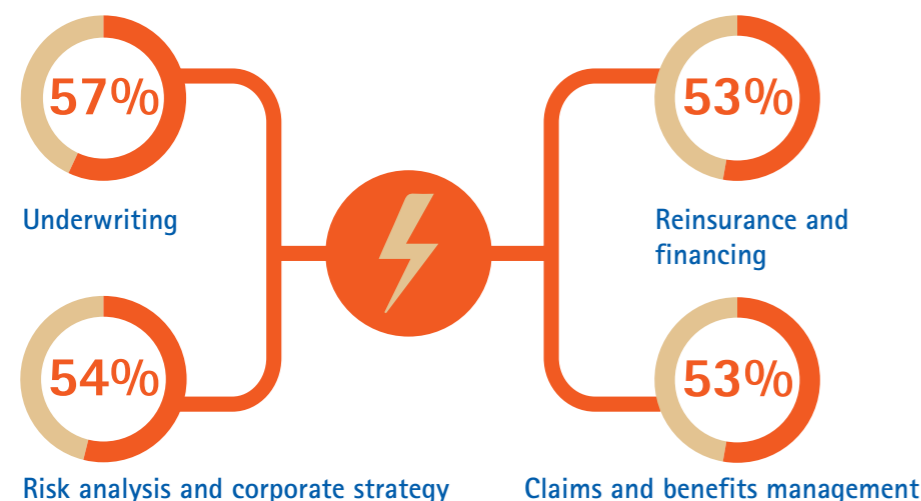 57%
Underwriting
53%
Reinsurance and
financing
54%
Risk analysis and corporate strategy
53%
Claims and benefits management